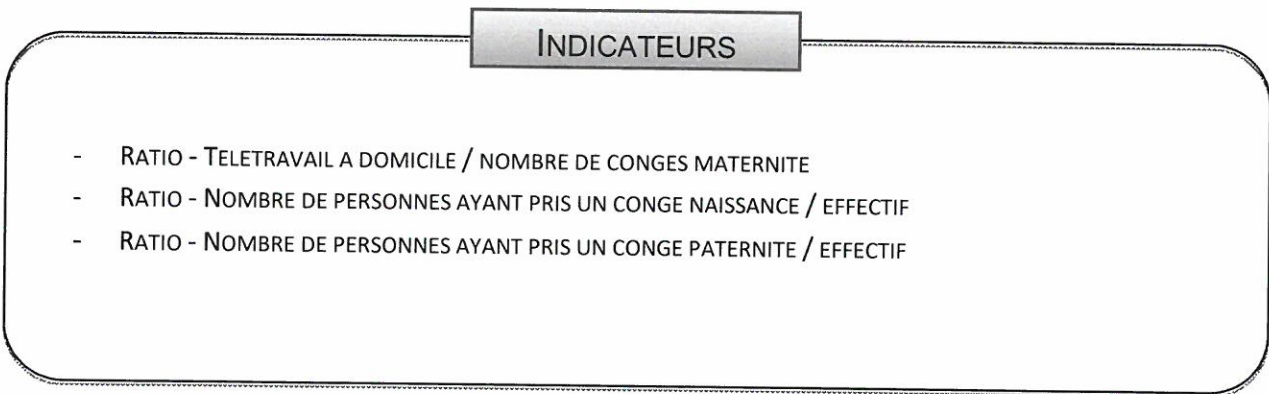 INDICATEURS
- RATIO - TELETRAVAIL A DOMICILE / NOMBRE DE CONGES MATERNITE
- RATIO - NOMBRE DE PERSONNES AYANT PRIS UN CONGE NAISSANCE / EFFECTIF
- RATIO - NOMBRE DE PERSONNES AYANT PRIS UN CONGE PATERNITE / EFFECTIF